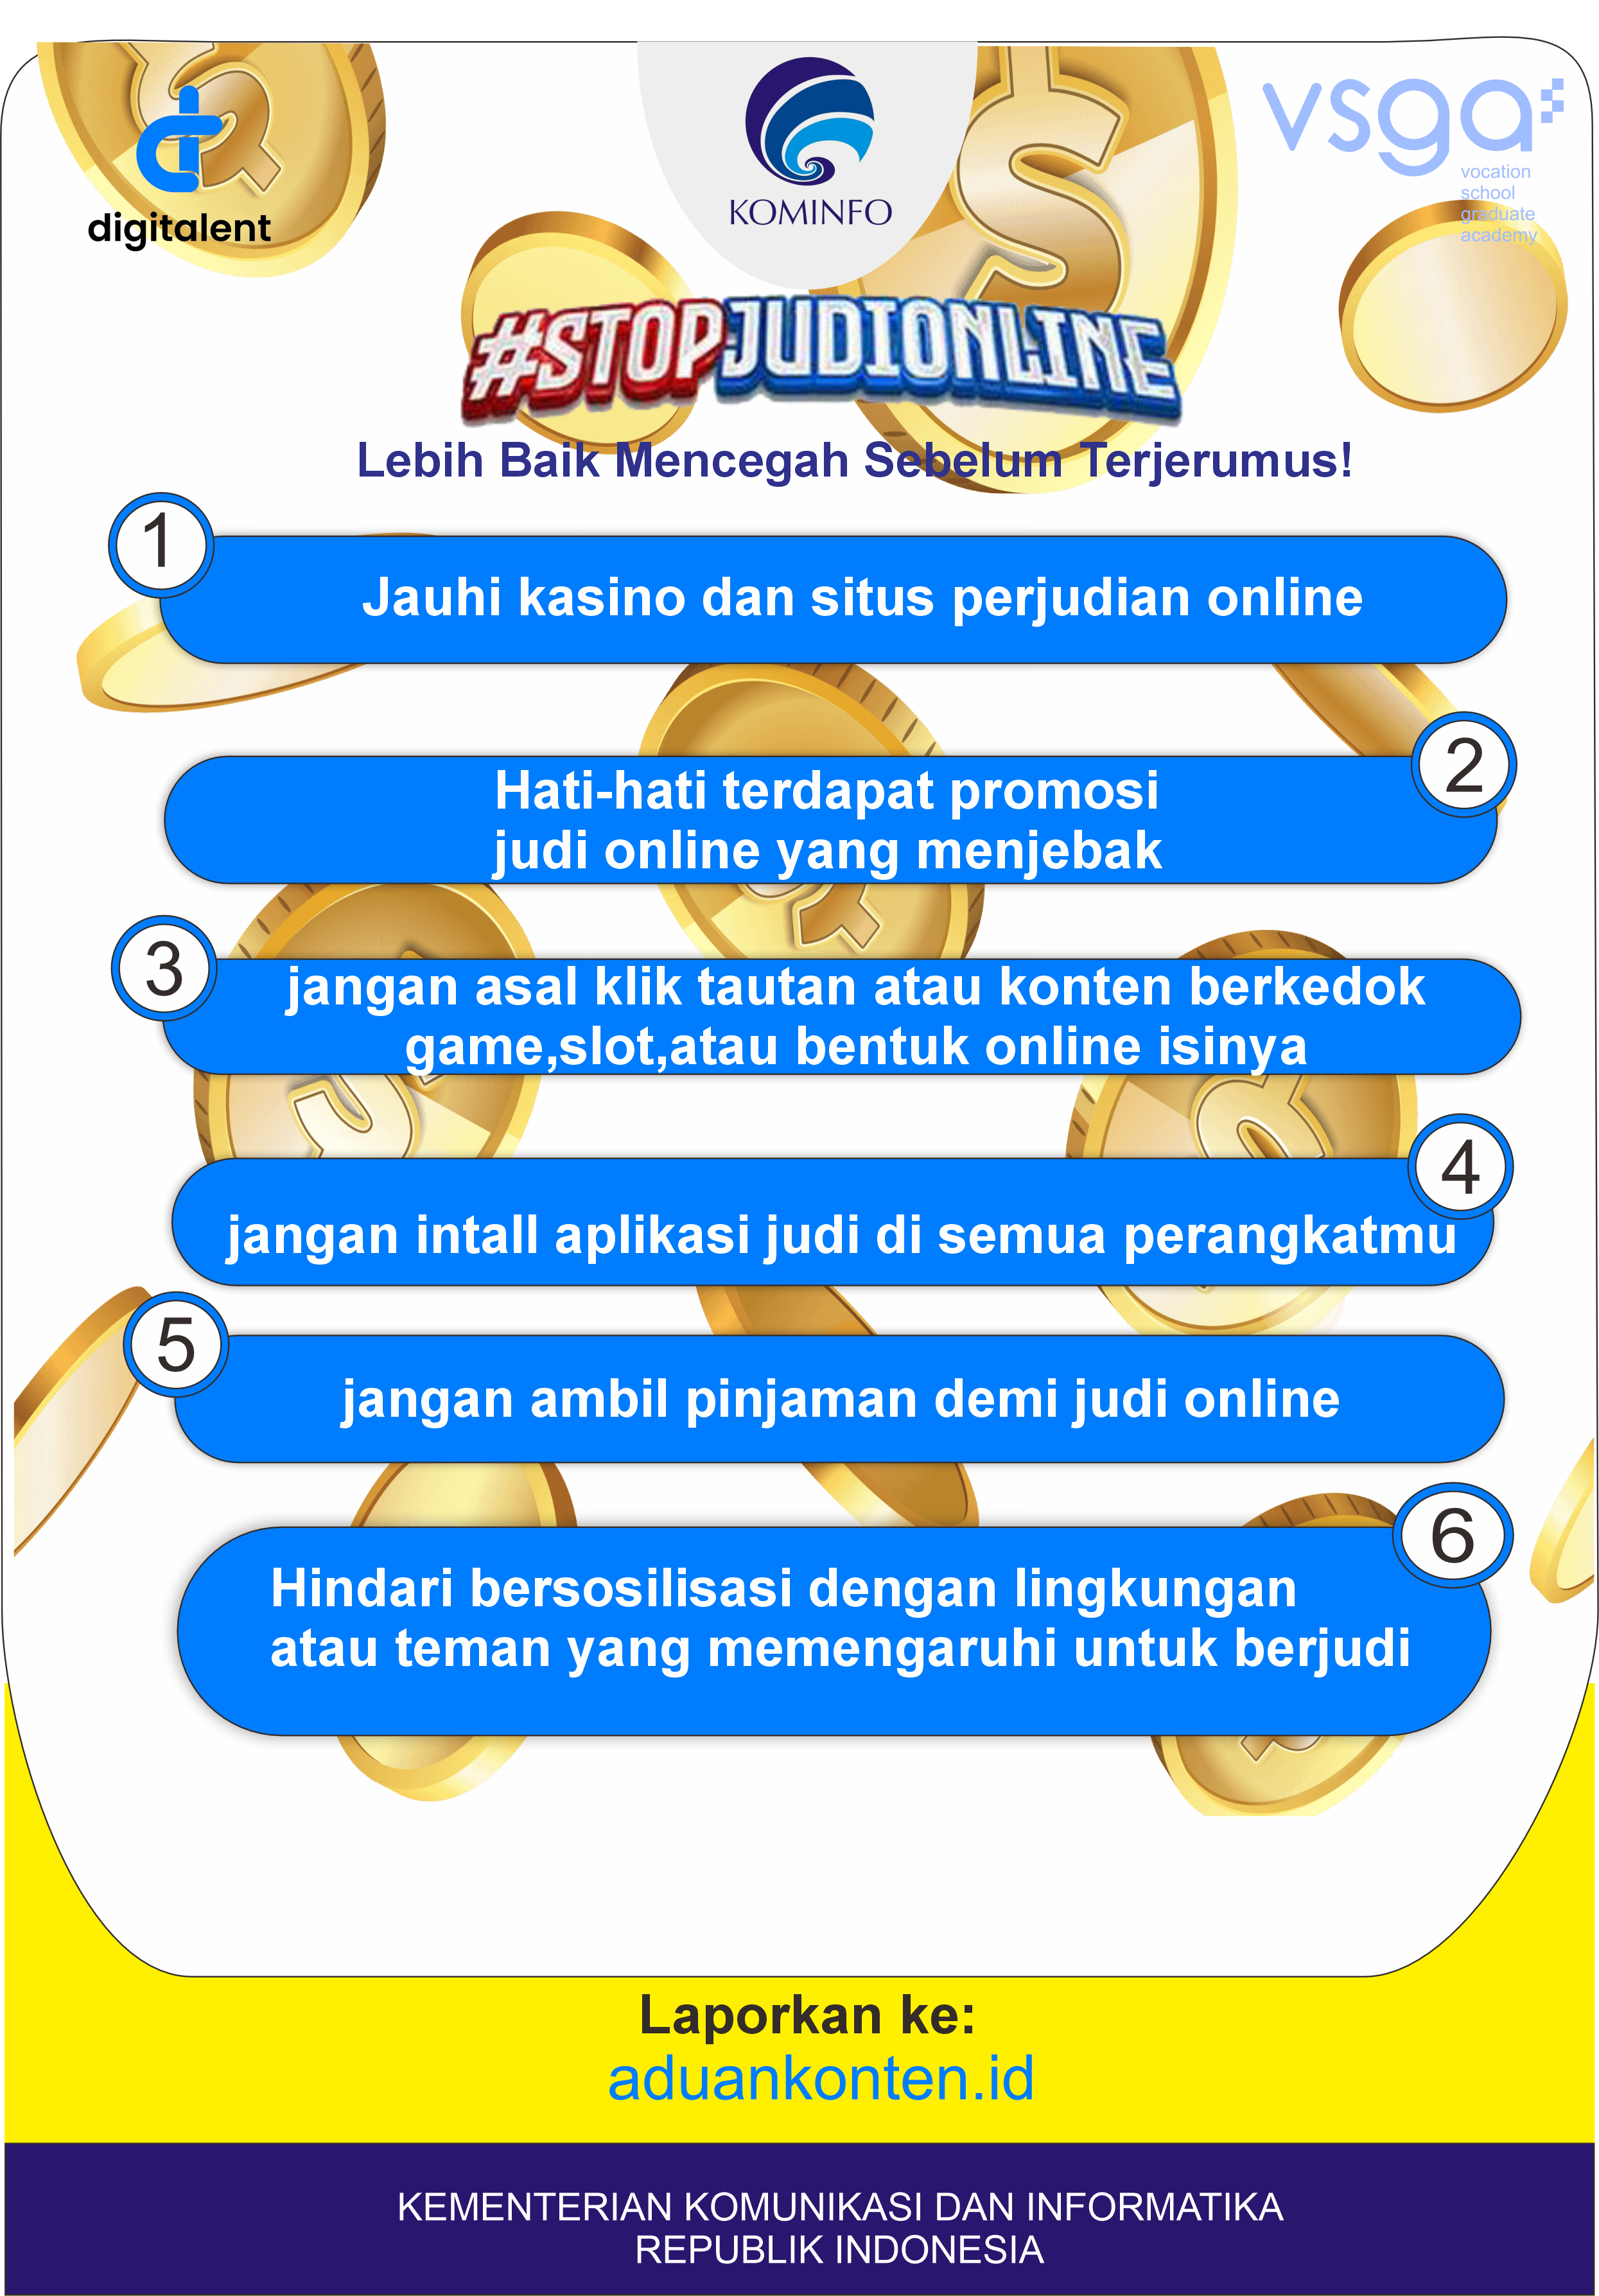 digitalent
KOMINFO
vsga
vocation
school
graduate
academy
#STOPJUDIONLINE
Lebih Baik Mencegah Sebelum Terjerumus!
1
Jauhi kasino dan situs perjudian online
2
Hati-hati terdapat promosi
judi online yang menjebak
3
jangan asal klik tautan atau konten berkedok
game,slot,atau bentuk online isinya
4
jangan intall aplikasi judi di semua perangkatmu
5
jangan ambil pinjaman demi judi online
6
Hindari bersosilisasi dengan lingkungan
atau teman yang memengaruhi untuk berjudi
Laporkan ke:
aduankonten.id
KEMENTERIAN KOMUNIKASI DAN INFORMATIKA
REPUBLIK INDONESIA